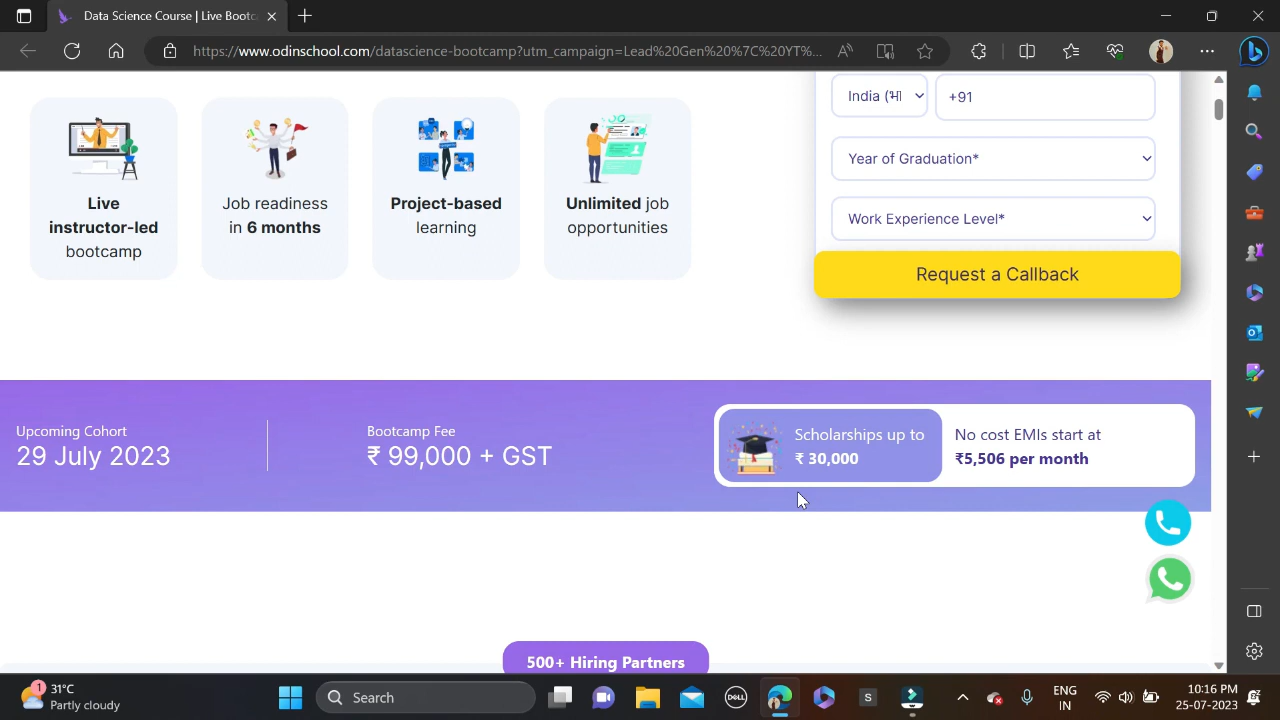 Data Science Course | Live Bootc
https://www.odinschool.com/datascience-bootcamp?utm_campaign=Lead%20Gen%20%7C%20YT%...
India (भा
+91
Year of Graduation*
Work Experience Level*
Request a Callback
Live
instructor-led
bootcamp
Job readiness
in 6 months
Project-based
learning
Unlimited job
opportunities
Upcoming Cohort
29 July 2023
Bootcamp Fee
₹ 99,000 + GST
Scholarships up to
₹ 30,000
No cost EMIs start at
₹5,506 per month
500+ Hiring Partners
1
31°C
Partly cloudy
Search
DELL
S
ENG
IN
10:16 PM
25-07-2023